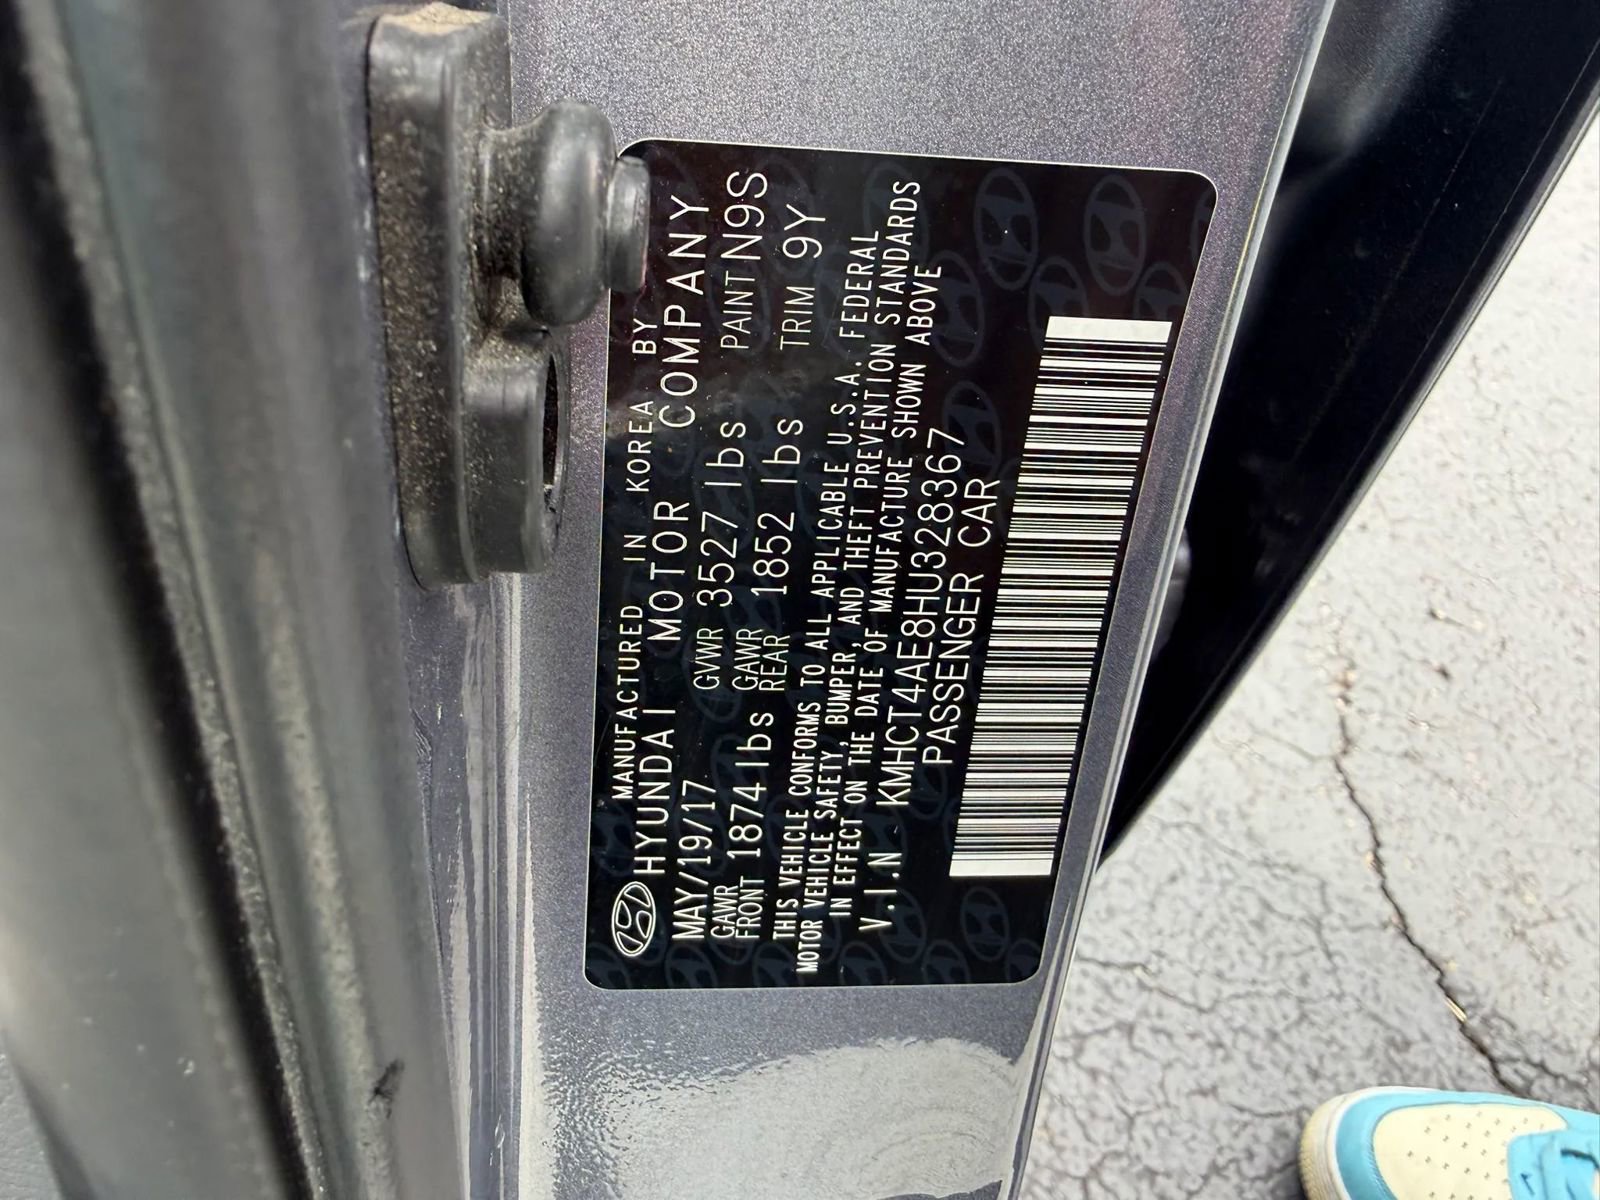 MANUFACTURED IN KOREA BY
HYUNDAI MOTOR COMPANY
MAY/19/17 GVWR 3527 lbs PAINT N9S
GAWR FRONT 1874 lbs GAWR REAR 1852 lbs TRIM 9Y
THIS VEHICLE CONFORMS TO ALL APPLICABLE U.S.A. FEDERAL
MOTOR VEHICLE SAFETY, BUMPER, AND THEFT PREVENTION STANDARDS
IN EFFECT ON THE DATE OF MANUFACTURE SHOWN ABOVE
V.I.N KMHCT4AE8HU328367
PASSENGER CAR